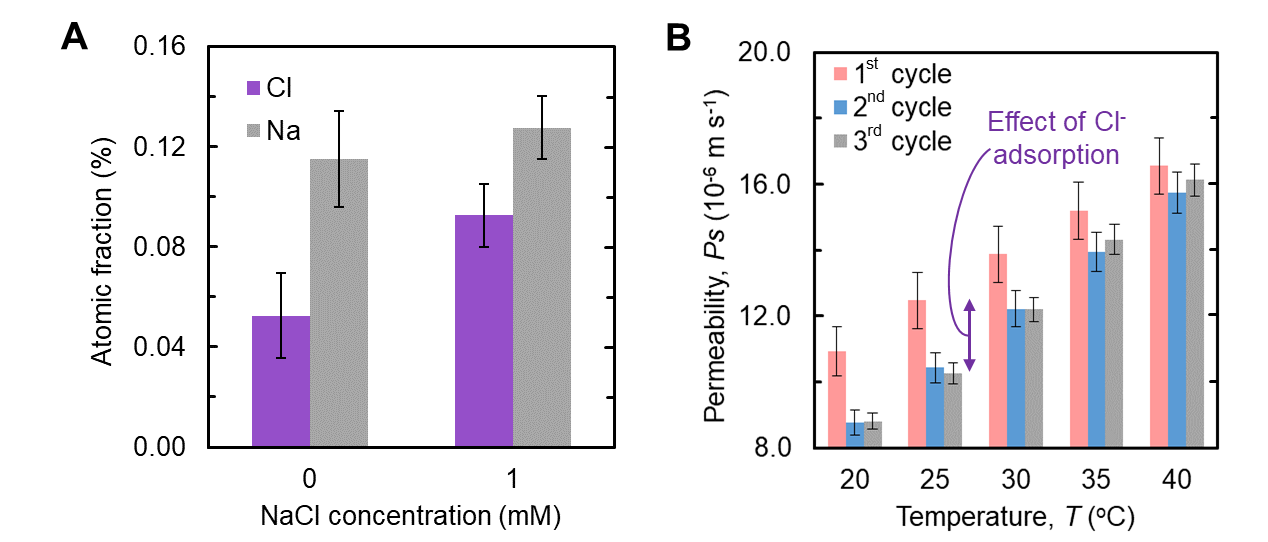 A
0.16
0.12
0.08
0.04
0.00
Atomic fraction (%)
Cl
Na
0
1
NaCl concentration (mM)
B
20.0
16.0
12.0
8.0
Permeability, Ps (10⁻⁶ m s⁻¹)
1st cycle
2nd cycle
3rd cycle
Effect of Cl⁻
adsorption
20
25
30
35
40
Temperature, T (ºC)